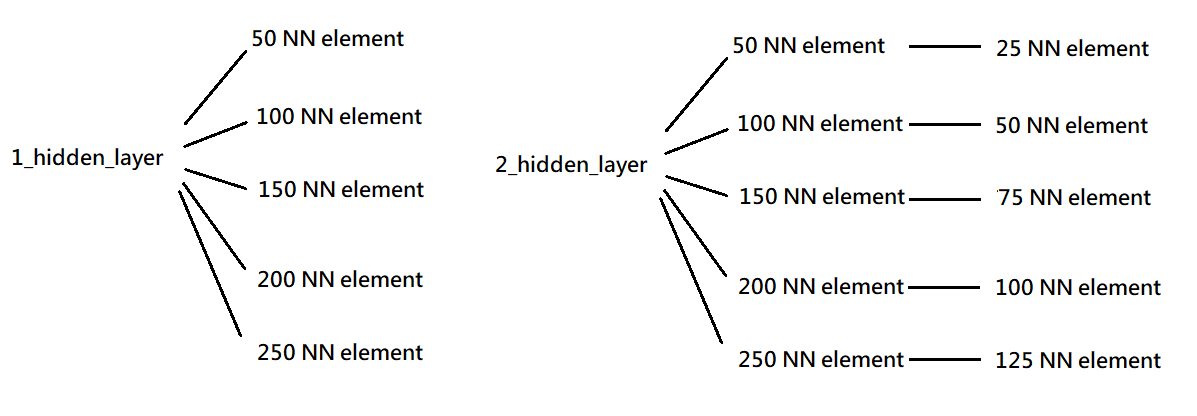 50 NN element
100 NN element
1_hidden_layer
150 NN element
200 NN element
250 NN element
50 NN element 25 NN element
100 NN element 50 NN element
2_hidden_layer
150 NN element 75 NN element
200 NN element 100 NN element
250 NN element 125 NN element